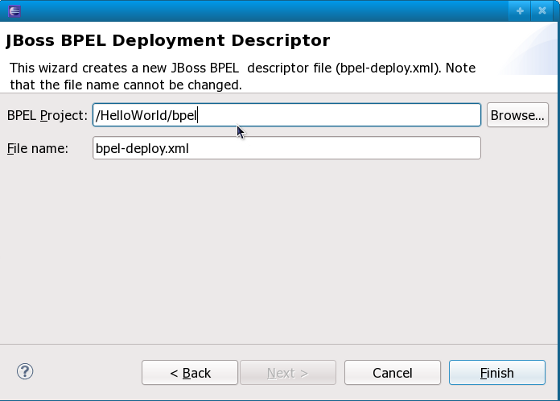 JBoss BPEL Deployment Descriptor
This wizard creates a new JBoss BPEL  descriptor file (bpel-deploy.xml). Note
that the file name cannot be changed.
BPEL Project: /HelloWorld/bpel Browse...
File name: bpel-deploy.xml
? < Back Next > Cancel Finish